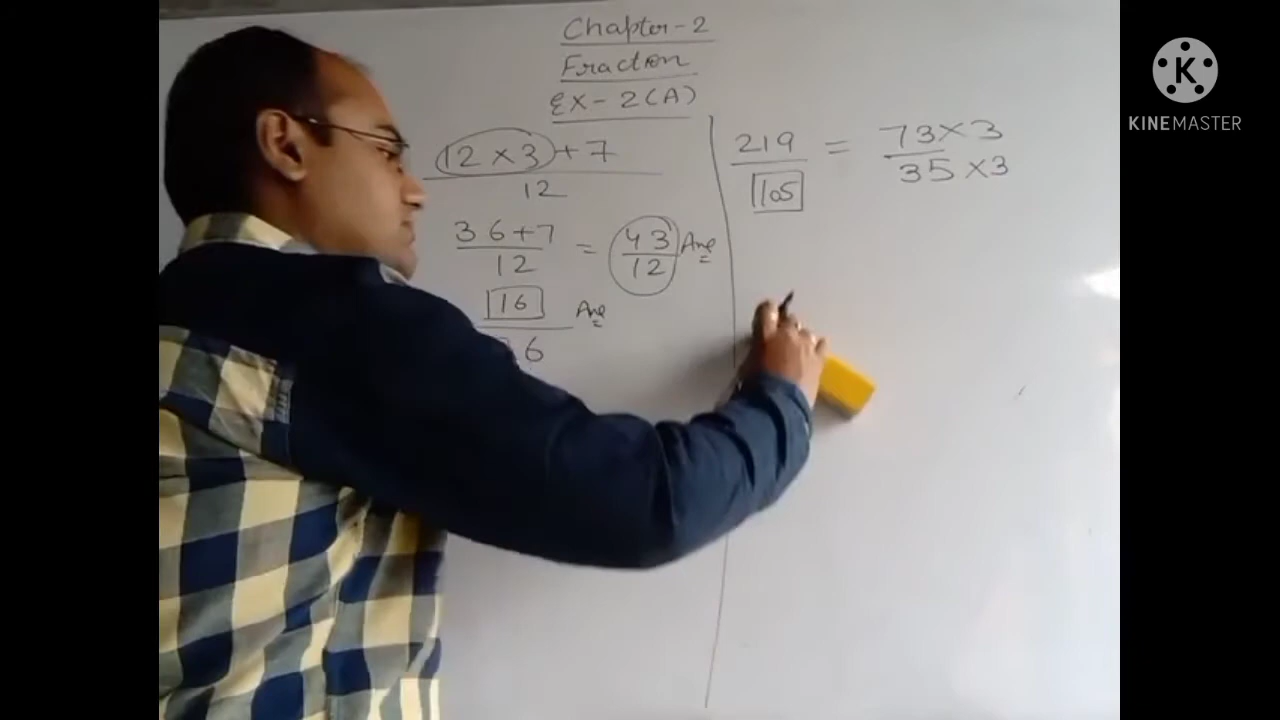 Chapter-2
Fraction
Ex-2(A)
12×3+7
12
36+7 = 43 Ans
12 12
16 Ans
6
219 = 73×3
105 35×3
KINEMASTER